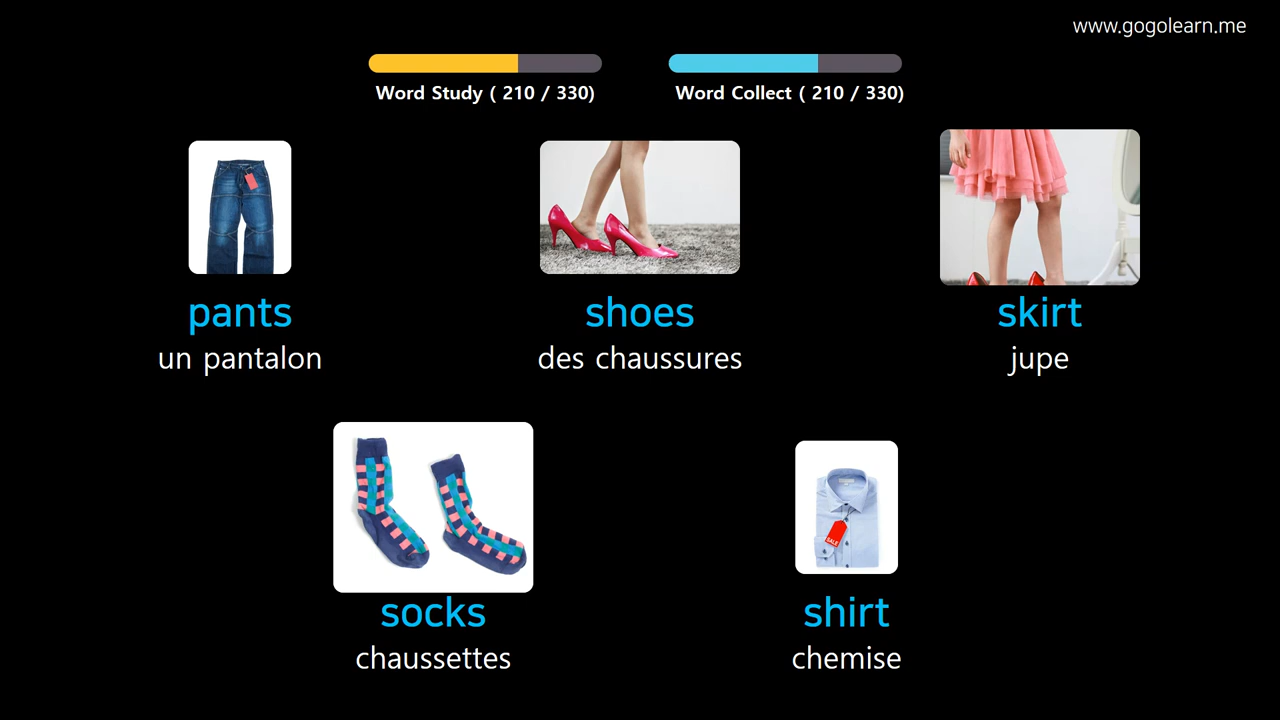 www.gogolearn.me
Word Study ( 210 / 330)
Word Collect ( 210 / 330)
pants
un pantalon
shoes
des chaussures
skirt
jupe
socks
chaussettes
SALE
shirt
chemise